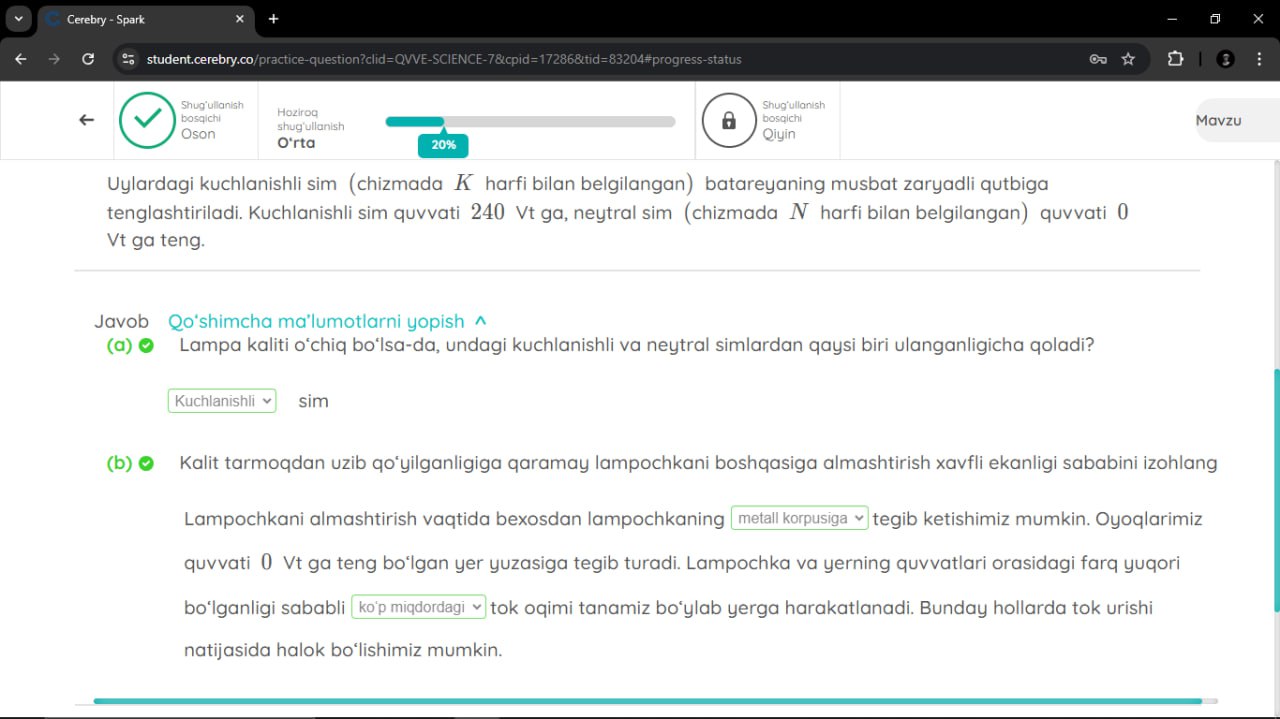 Cerebry - Spark
student.cerebry.co/practice-question?clid=QVVE-SCIENCE-7&cpid=17286&tid=83204#progress-status
Shug‘ullanish
bosqichi
Oson
Hoziroq
shug‘ullanish
O‘rta
20%
Shug‘ullanish
bosqichi
Qiyin
Mavzu
Uylardagi kuchlanishli sim (chizmada K harfi bilan belgilangan) batareyaning musbat zaryadli qutbiga
tenglashtiriladi. Kuchlanishli sim quvvati 240 Vt ga, neytral sim (chizmada N harfi bilan belgilangan) quvvati 0
Vt ga teng.
Javob Qo‘shimcha ma’lumotlarni yopish ^
(a) Lampa kaliti o‘chiq bo‘lsa-da, undagi kuchlanishli va neytral simlardan qaysi biri ulanganligicha qoladi?
Kuchlanishli sim
(b) Kalit tarmoqdan uzib qo‘yilganligiga qaramay lampochkani boshqasiga almashtirish xavfli ekanligi sababini izohlang
Lampochkani almashtirish vaqtida bexosdan lampochkaning metall korpusiga tegib ketishimiz mumkin. Oyoqlarimiz
quvvati 0 Vt ga teng bo‘lgan yer yuzasiga tegib turadi. Lampochka va yerning quvvatlari orasidagi farq yuqori
bo‘lganligi sababli ko‘p miqdordagi tok oqimi tanamiz bo‘ylab yerga harakatlanadi. Bunday hollarda tok urishi
natijasida halok bo‘lishimiz mumkin.